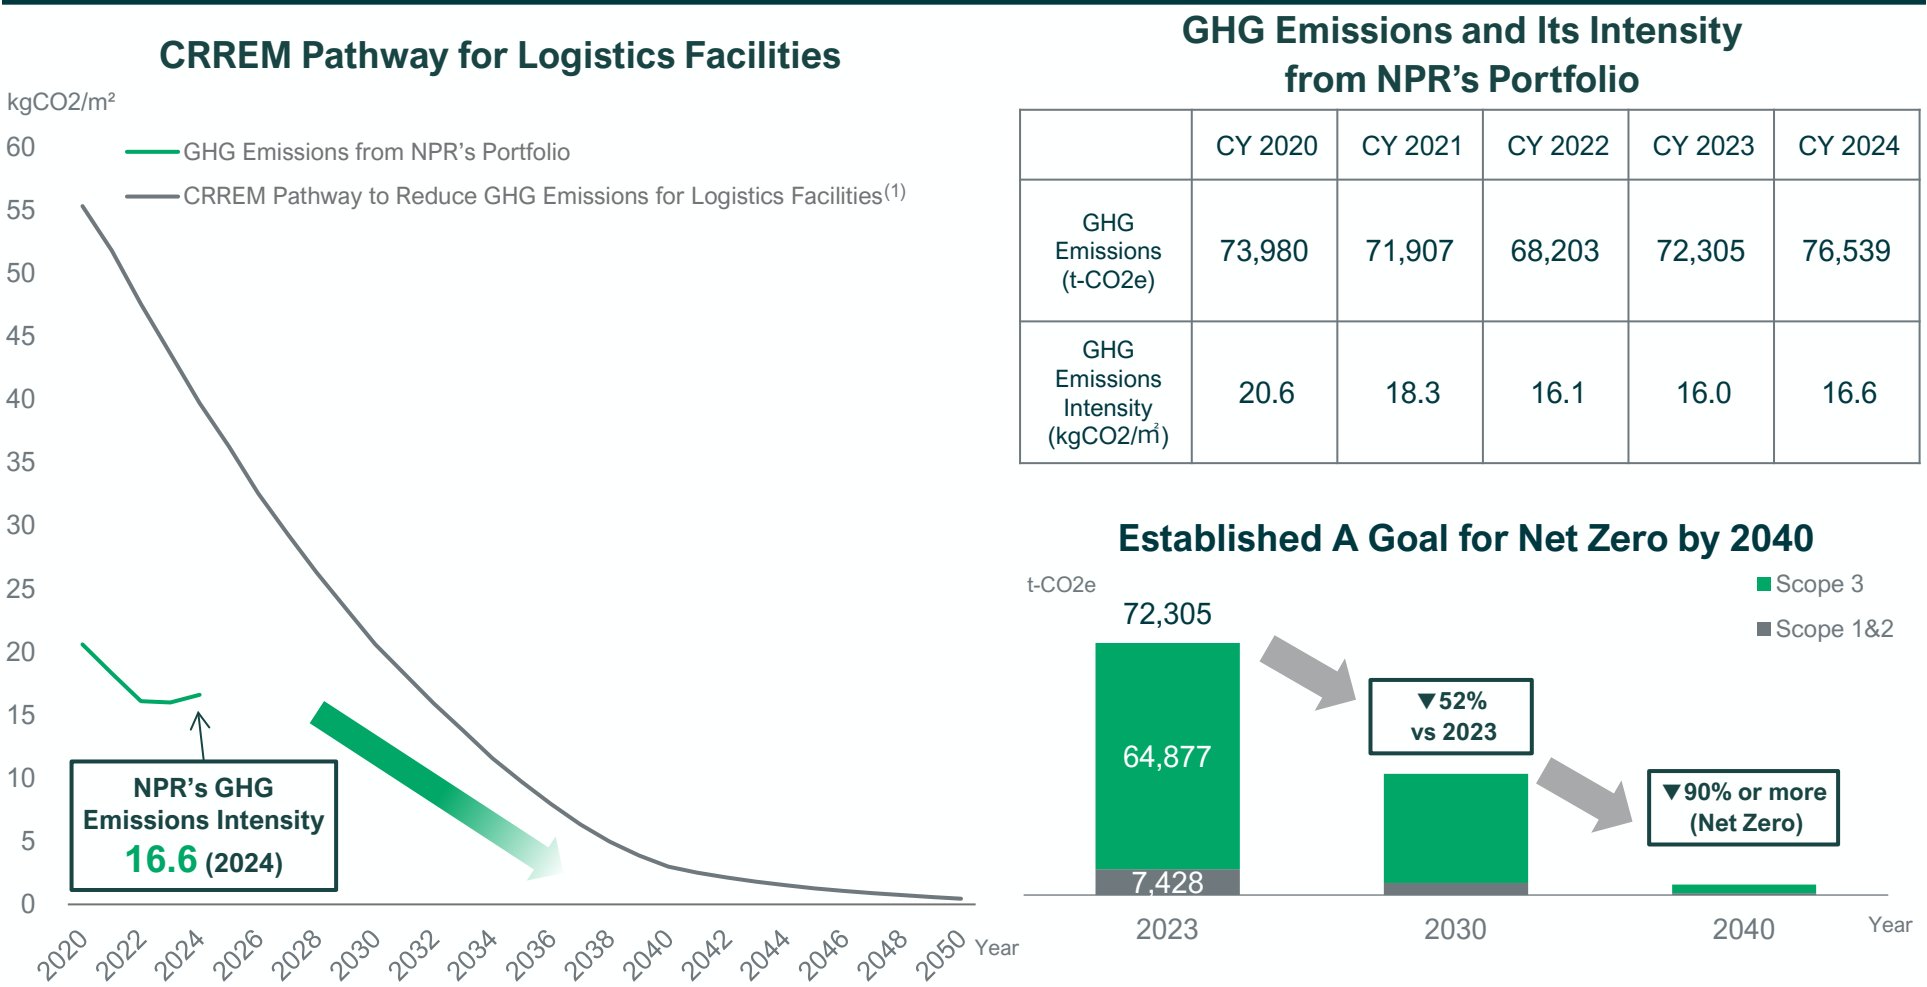 CRREM Pathway for Logistics Facilities
kgCO2/m²
60
55
50
45
40
35
30
25
20
15
10
5
0
GHG Emissions from NPR's Portfolio
CRREM Pathway to Reduce GHG Emissions for Logistics Facilities(1)
NPR's GHG
Emissions Intensity
16.6 (2024)
2020 2022 2024 2026 2028 2030 2032 2034 2036 2038 2040 2042 2044 2046 2048 2050 Year
GHG Emissions and Its Intensity
from NPR's Portfolio
CY 2020 CY 2021 CY 2022 CY 2023 CY 2024
GHG
Emissions
(t-CO2e)
73,980 71,907 68,203 72,305 76,539
GHG
Emissions
Intensity
(kgCO2/㎡)
20.6 18.3 16.1 16.0 16.6
Established A Goal for Net Zero by 2040
t-CO2e
Scope 3
Scope 1&2
72,305
64,877
7,428
▼52%
vs 2023
▼90% or more
(Net Zero)
2023 2030 2040 Year